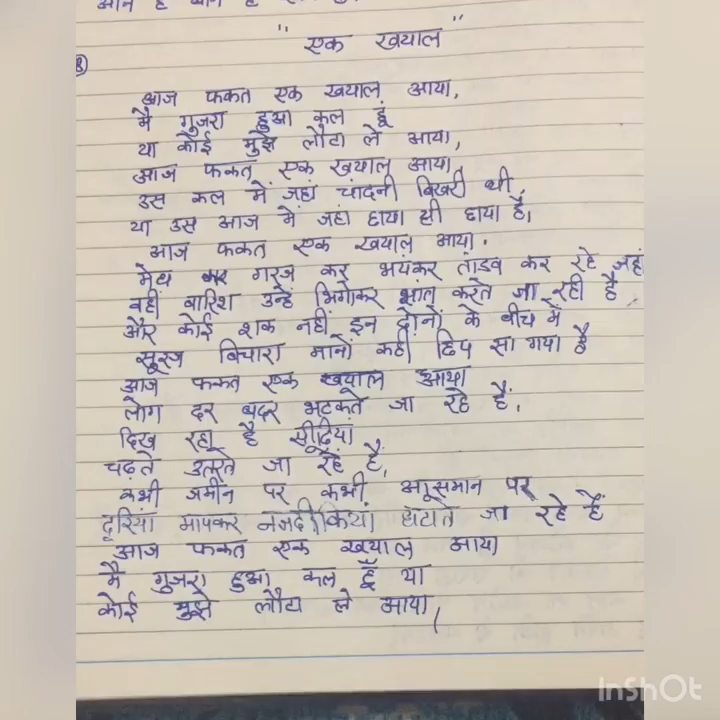 " एक खयाल "
8)
आज फकत एक खयाल आया,
मै गुजरा हुआ कल हूं
या कोई मुझे लौटा ले आया,
आज फकत एक खयाल आया,
उस कल में जहां चांदनी बिखरी थी,
या उस आज में जहां छाया ही छाया है,
आज फकत एक खयाल आया.
मेघ गरज कर भयंकर तांडव कर रहे जहां
वहीं बारिश उन्हें भिगोकर शांत करते जा रही है
और कोई शक नहीं इन दोनों के बीच में
सूरज बिचारा मानों कही छिप सा गया है
आज फकत एक खयाल आया
लोग दर बदर भटकते जा रहे हैं,
दिख रहा है सीढ़ियां
चढ़ते उतरते जा रहें हैं,
कभी जमीन पर कभी आसमान पर
दूरियां मापकर नजदीकियां हटाते जा रहे हैं
आज फकत एक खयाल आया
मै गुजरा हुआ कल हूँ या
कोई मुझे लौटा ले आया,
InShOt